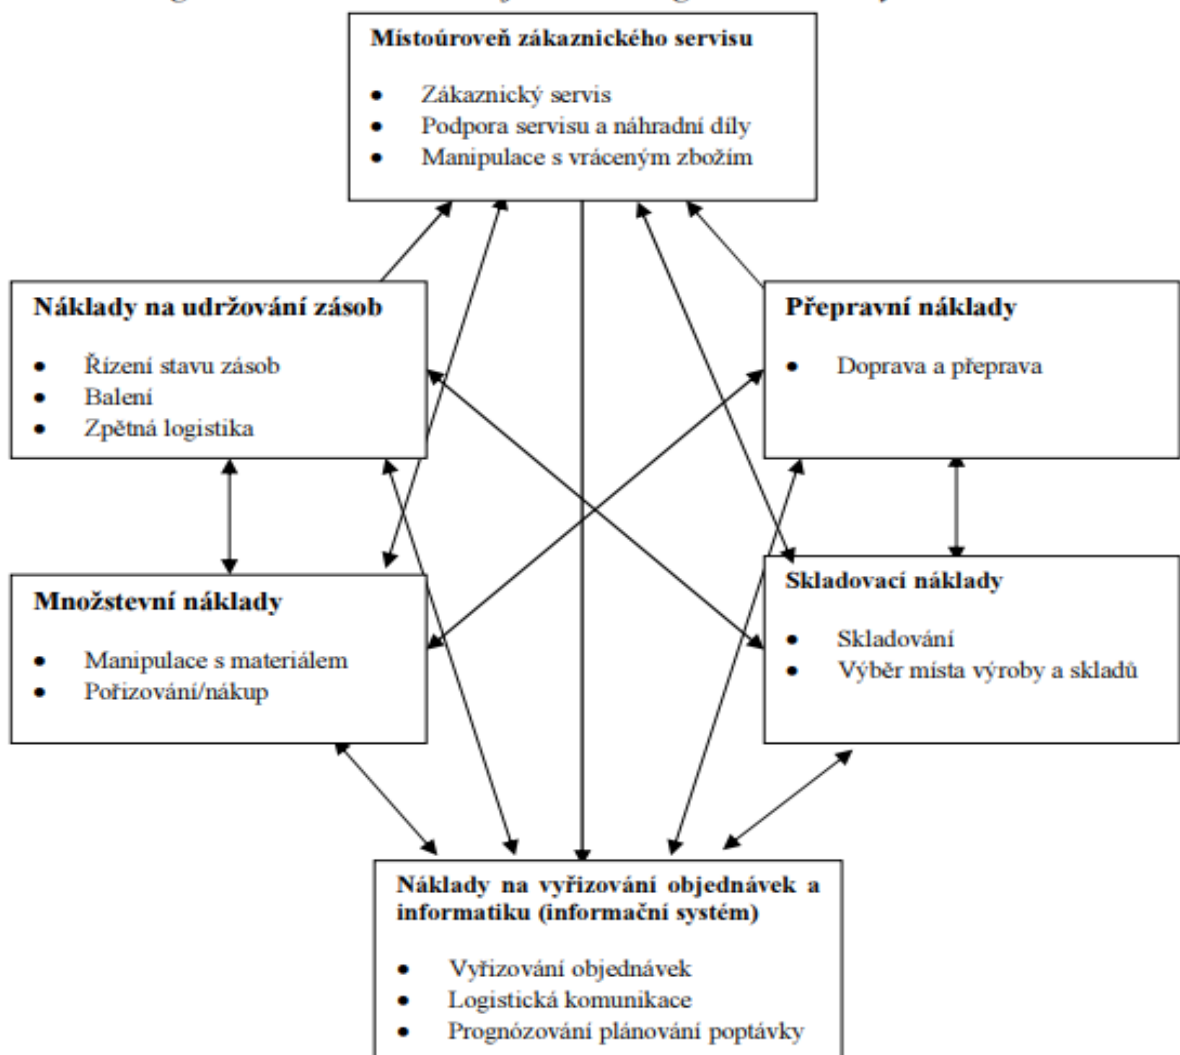 Místoúroveň zákaznického servisu
● Zákaznický servis
● Podpora servisu a náhradní díly
● Manipulace s vráceným zbožím
Náklady na udržování zásob
● Řízení stavu zásob
● Balení
● Zpětná logistika
Přepravní náklady
● Doprava a přeprava
Množstevní náklady
● Manipulace s materiálem
● Pořizování/nákup
Skladovací náklady
● Skladování
● Výběr místa výroby a skladů
Náklady na vyřizování objednávek a
informatiku (informační systém)
● Vyřizování objednávek
● Logistická komunikace
● Prognózování plánování poptávky